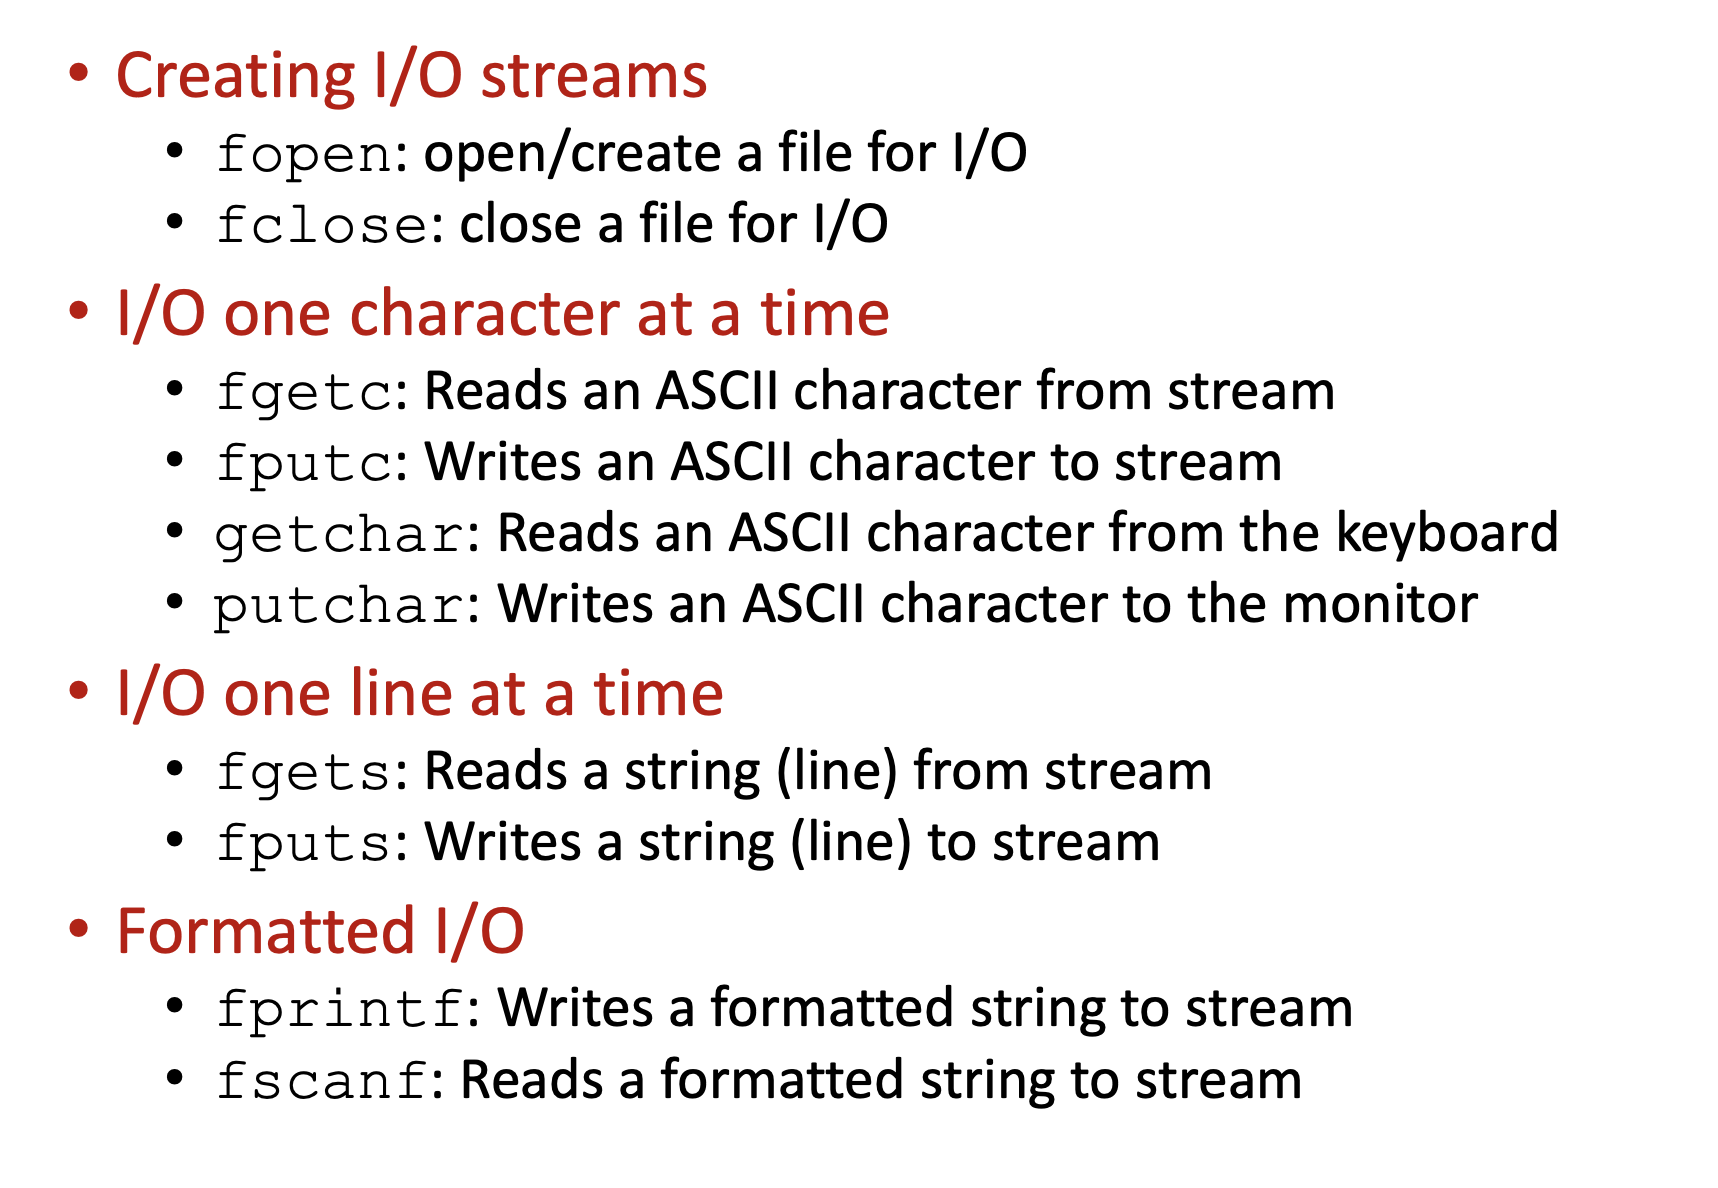 • Creating I/O streams
• fopen: open/create a file for I/O
• fclose: close a file for I/O
• I/O one character at a time
• fgetc: Reads an ASCII character from stream
• fputc: Writes an ASCII character to stream
• getchar: Reads an ASCII character from the keyboard
• putchar: Writes an ASCII character to the monitor
• I/O one line at a time
• fgets: Reads a string (line) from stream
• fputs: Writes a string (line) to stream
• Formatted I/O
• fprintf: Writes a formatted string to stream
• fscanf: Reads a formatted string to stream